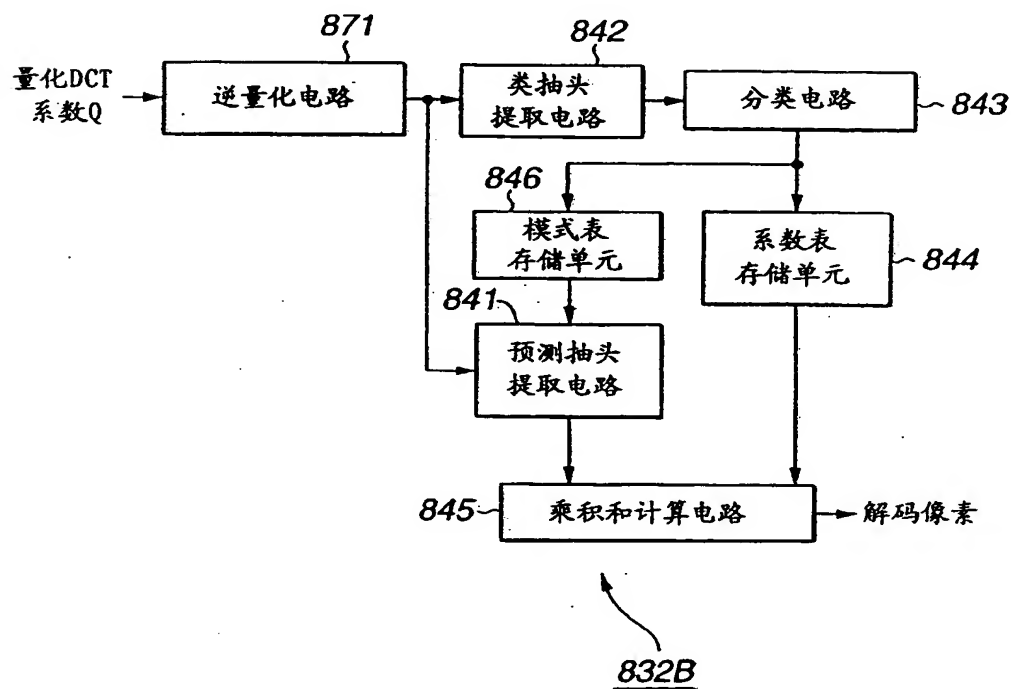 871
842
量化DCT
系数Q
逆量化电路
类抽头
提取电路
分类电路
843
846
模式表
存储单元
系数表
存储单元
844
841
预测抽头
提取电路
845
乘积和计算电路
解码像素
832B